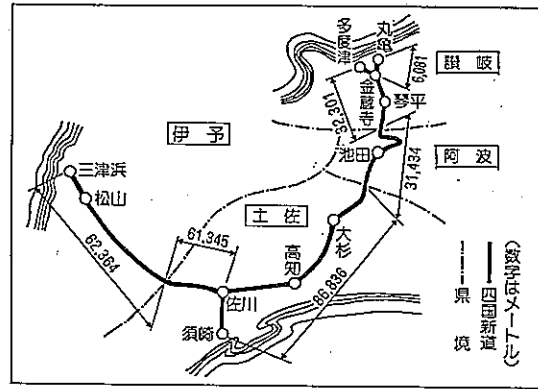 丸亀
多度津
6,081
讃岐
金蔵寺
琴平
32,301
伊予
池田
阿波
31,434
三津浜
松山
土佐
大杉
61,345
高知
62,364
86,836
佐川
須崎
(数字はメートル)
四国新道
県境